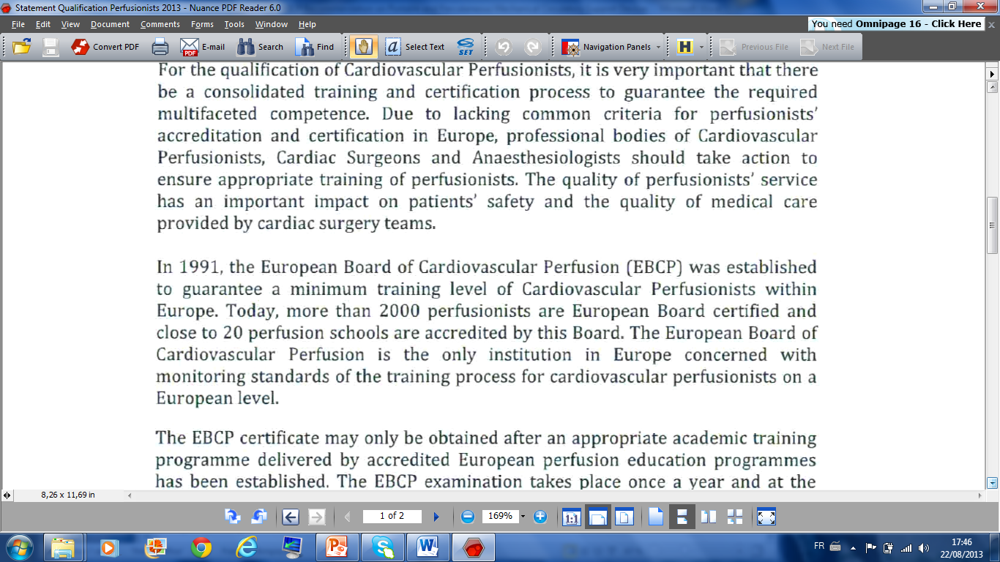 Statement Qualification Perfusionists 2013 - Nuance PDF Reader 6.0
File Edit View Document Comments Forms Tools Window Help
You need Omnipage 16 - Click Here
Convert PDF E-mail Search Find Select Text SET Navigation Panels H Previous File Next File
For the qualification of Cardiovascular Perfusionists, it is very important that there
be a consolidated training and certification process to guarantee the required
multifaceted competence. Due to lacking common criteria for perfusionists'
accreditation and certification in Europe, professional bodies of Cardiovascular
Perfusionists, Cardiac Surgeons and Anaesthesiologists should take action to
ensure appropriate training of perfusionists. The quality of perfusionists' service
has an important impact on patients' safety and the quality of medical care
provided by cardiac surgery teams.
In 1991, the European Board of Cardiovascular Perfusion (EBCP) was established
to guarantee a minimum training level of Cardiovascular Perfusionists within
Europe. Today, more than 2000 perfusionists are European Board certified and
close to 20 perfusion schools are accredited by this Board. The European Board of
Cardiovascular Perfusion is the only institution in Europe concerned with
monitoring standards of the training process for cardiovascular perfusionists on a
European level.
The EBCP certificate may only be obtained after an appropriate academic training
programme delivered by accredited European perfusion education programmes
has been established. The EBCP examination takes place once a year and at the
8,26 x 11,69 in
1 of 2 169% 1:1
FR 17:46
22/08/2013